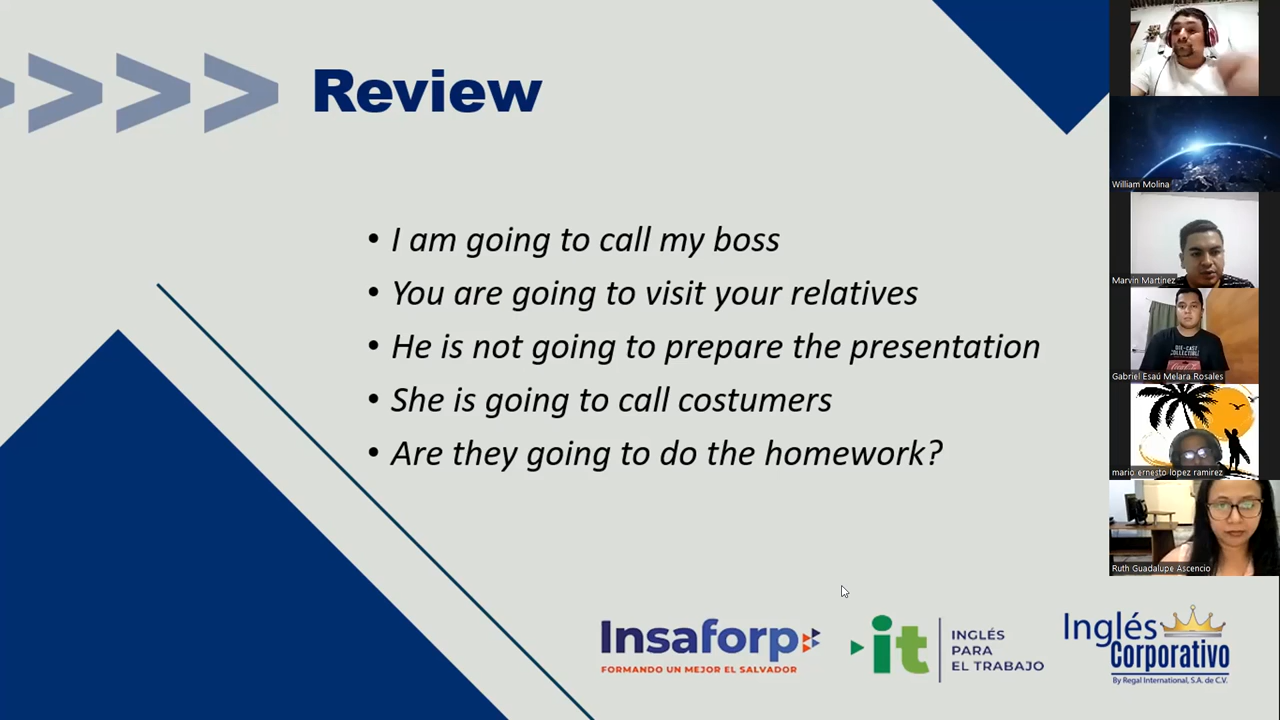 Review
• I am going to call my boss
• You are going to visit your relatives
• He is not going to prepare the presentation
• She is going to call costumers
• Are they going to do the homework?
Insaforp
FORMANDO UN MEJOR EL SALVADOR
it
INGLÉS
PARA
EL TRABAJO
Inglés
Corporativo
By Regal International, S.A. de C.V.
William Molina
Marvin Martinez
DIE-CAST
COLLECTIBLE
Gabriel Esaú Melara Rosales
mario ernesto lopez ramirez
Ruth Guadalupe Ascencio